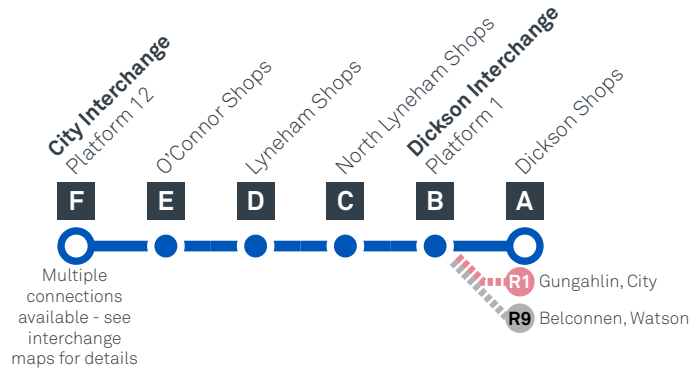 City Interchange
Platform 12
O'Connor Shops
Lyneham Shops
North Lyneham Shops
Dickson Interchange
Platform 1
Dickson Shops
F
E
D
C
B
A
Multiple
connections
available - see
interchange
maps for details
R1 Gungahlin, City
R9 Belconnen, Watson